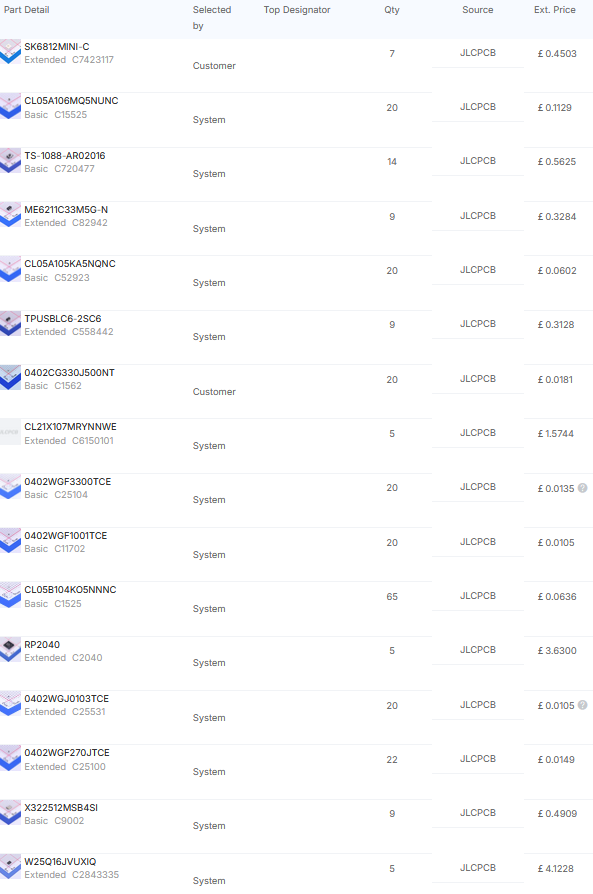 Part Detail Selected by Top Designator Qty Source Ext. Price
SK6812MINI-C
Extended C7423117 Customer 7 JLCPCB £ 0.4503
CL05A106MQ5NUNC
Basic C15525 System 20 JLCPCB £ 0.1129
TS-1088-AR02016
Basic C720477 System 14 JLCPCB £ 0.5625
ME6211C33M5G-N
Extended C82942 System 9 JLCPCB £ 0.3284
CL05A105KA5NQNC
Basic C52923 System 20 JLCPCB £ 0.0602
TPUSBLC6-2SC6
Extended C558442 System 9 JLCPCB £ 0.3128
0402CG330J500NT
Basic C1562 Customer 20 JLCPCB £ 0.0181
CL21X107MRYNNWE
Extended C6150101 System 5 JLCPCB £ 1.5744
0402WGF3300TCE
Basic C25104 System 20 JLCPCB £ 0.0135 ?
0402WGF1001TCE
Basic C11702 System 20 JLCPCB £ 0.0105
CL05B104KO5NNNC
Basic C1525 System 65 JLCPCB £ 0.0636
RP2040
Extended C2040 System 5 JLCPCB £ 3.6300
0402WGJ0103TCE
Extended C25531 System 20 JLCPCB £ 0.0105 ?
0402WGF270JTCE
Extended C25100 System 22 JLCPCB £ 0.0149
X322512MSB4SI
Basic C9002 System 9 JLCPCB £ 0.4909
W25Q16JVUXIQ
Extended C2843335 System 5 JLCPCB £ 4.1228